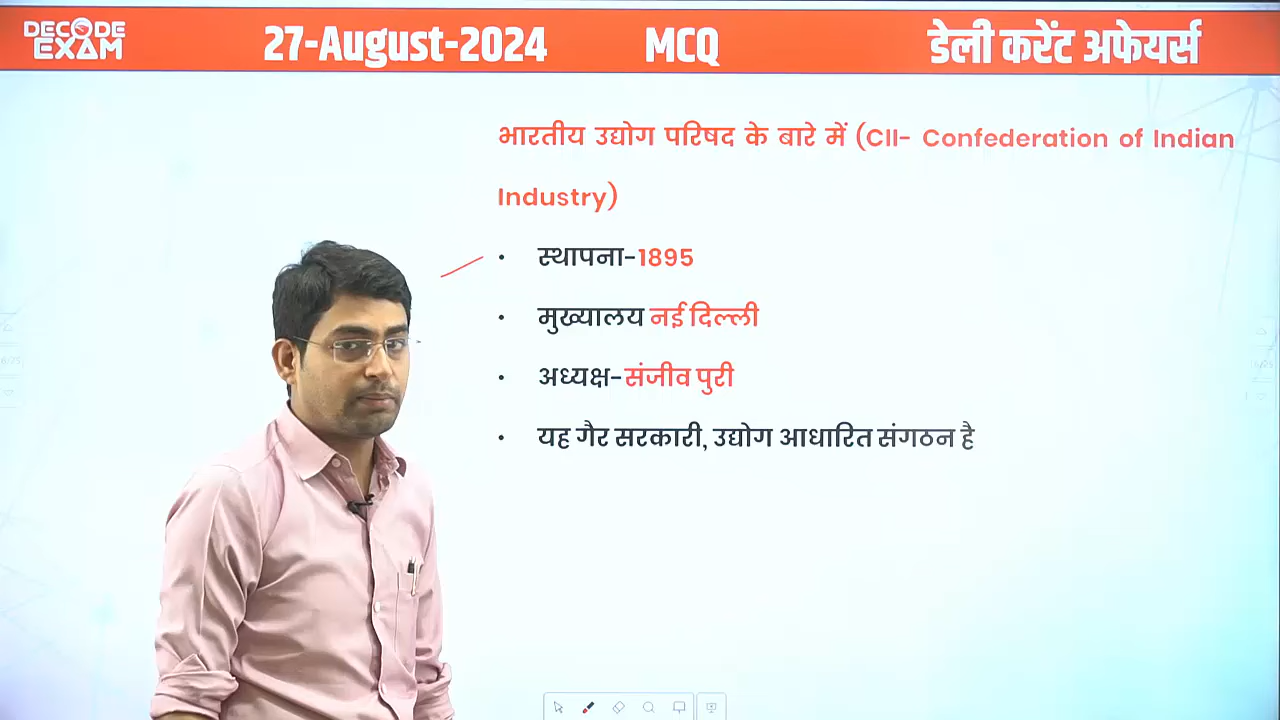 DECODE EXAM
27-August-2024 MCQ डेली करेंट अफेयर्स
भारतीय उद्योग परिषद के बारे में (CII- Confederation of Indian
Industry)
• स्थापना-1895
• मुख्यालय नई दिल्ली
• अध्यक्ष-संजीव पुरी
• यह गैर सरकारी, उद्योग आधारित संगठन है